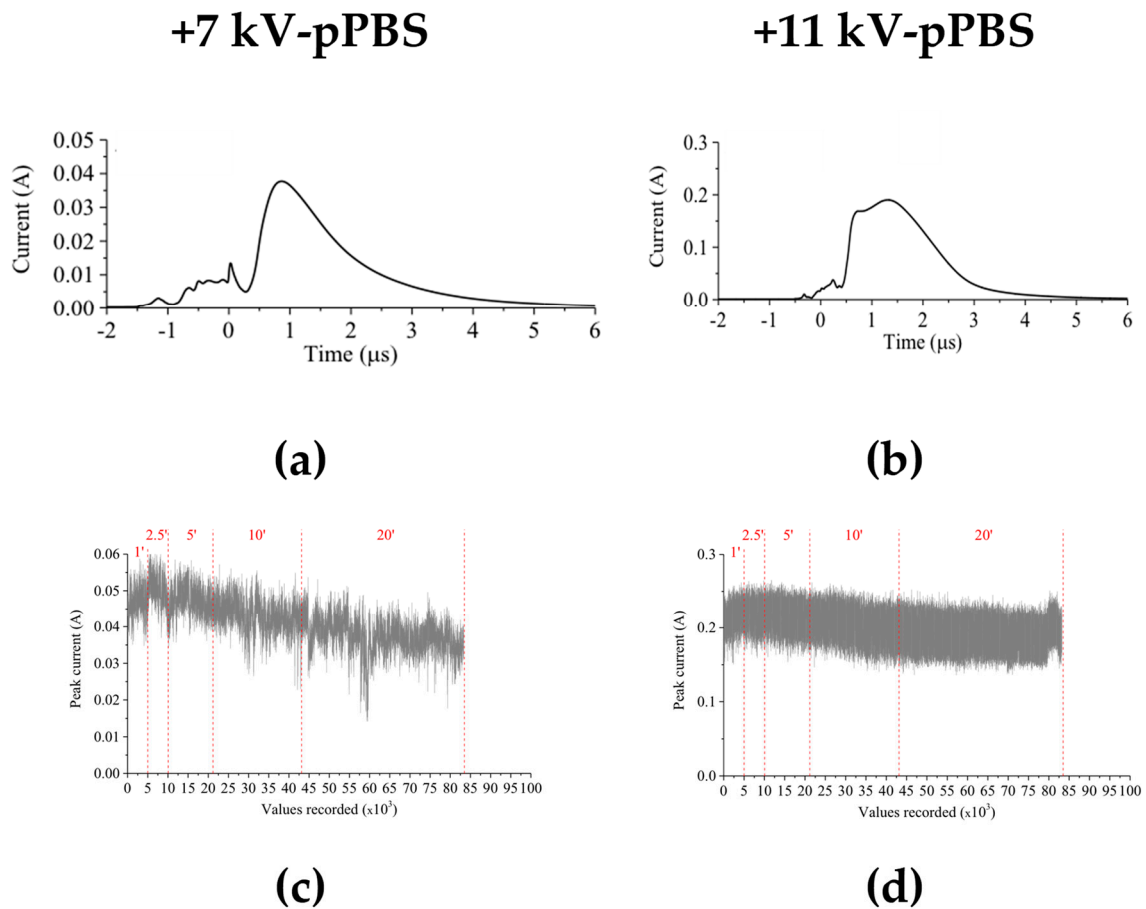 +7 kV-pPBS
+11 kV-pPBS
0.05
0.04
0.03
0.02
0.01
0.00
Current (A)
-2 -1 0 1 2 3 4 5 6
Time (μs)
0.3
0.2
0.1
0.0
Current (A)
-2 -1 0 1 2 3 4 5 6
Time (μs)
(a)
(b)
1' 2.5' 5' 10' 20'
0.06
0.05
0.04
0.03
0.04
0.01
0.00
Peak current (A)
0 5 10 15 20 25 30 35 40 45 50 55 60 65 70 75 80 85 90 95 100
Values recorded (x10³)
1' 2.5' 5' 10' 20'
0.3
0.2
0.1
0.0
Peak current (A)
0 5 10 15 20 25 30 35 40 45 50 55 60 65 70 75 80 85 90 95 100
Values recorded (x10³)
(c)
(d)